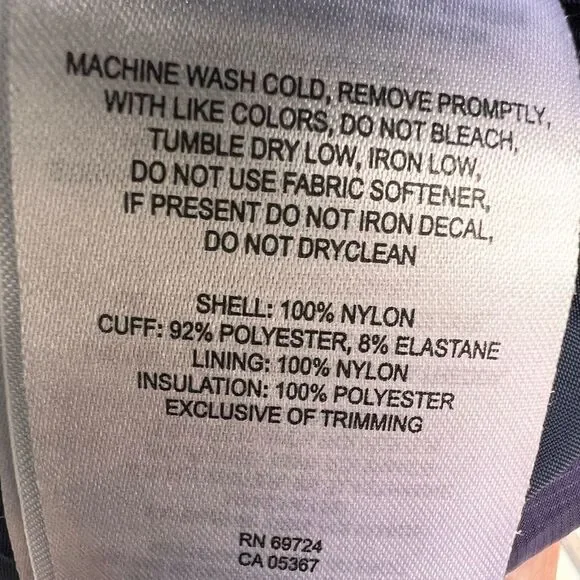 MACHINE WASH COLD, REMOVE PROMPTLY,
WITH LIKE COLORS, DO NOT BLEACH,
TUMBLE DRY LOW, IRON LOW,
DO NOT USE FABRIC SOFTENER,
IF PRESENT DO NOT IRON DECAL,
DO NOT DRYCLEAN
SHELL: 100% NYLON
CUFF: 92% POLYESTER, 8% ELASTANE
LINING: 100% NYLON
INSULATION: 100% POLYESTER
EXCLUSIVE OF TRIMMING
RN 69724
CA 05367